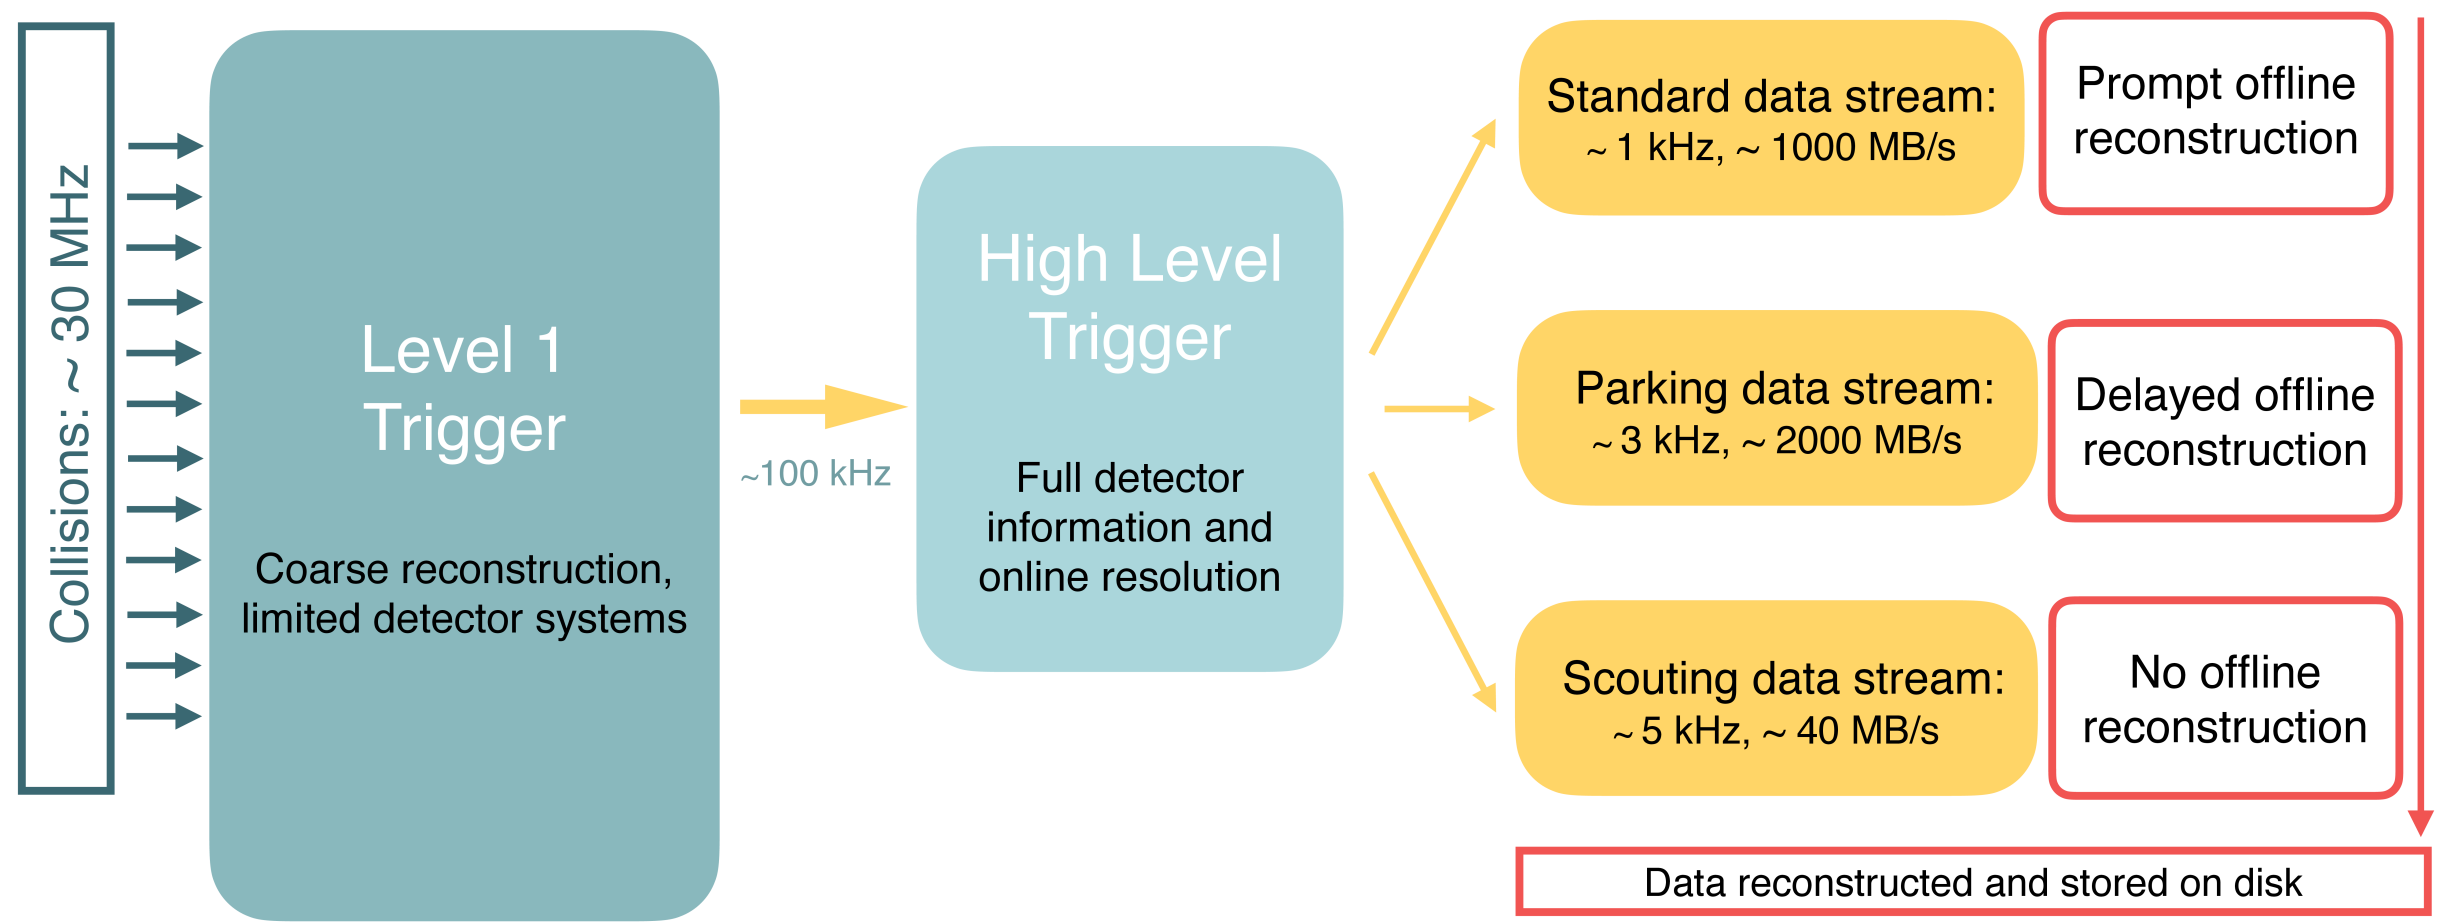 Collisions: ~ 30 MHz
Level 1
Trigger
Coarse reconstruction,
limited detector systems
~100 kHz
High Level
Trigger
Full detector
information and
online resolution
Standard data stream:
~ 1 kHz, ~ 1000 MB/s
Prompt offline
reconstruction
Parking data stream:
~ 3 kHz, ~ 2000 MB/s
Delayed offline
reconstruction
Scouting data stream:
~ 5 kHz, ~ 40 MB/s
No offline
reconstruction
Data reconstructed and stored on disk